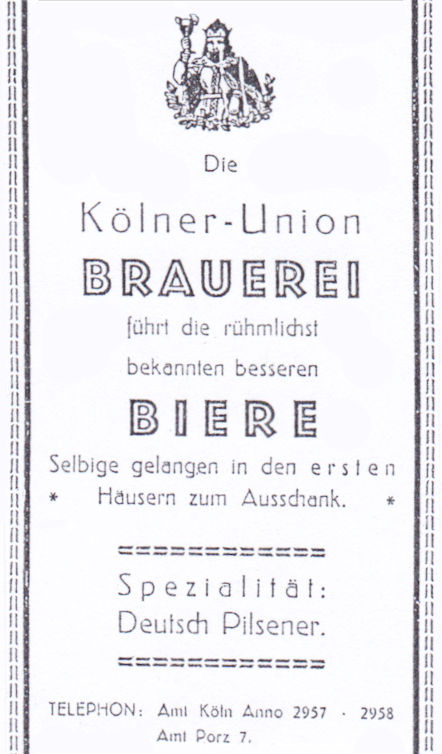 Die
Kölner-Union
BRAUEREI
führt die rühmlichst
bekannten besseren
BIERE
Selbige gelangen in den ersten
* Häusern zum Ausschank. *
Spezialität:
Deutsch Pilsener.
TELEPHON: Amt Köln Anno 2957 · 2958
Amt Porz 7.